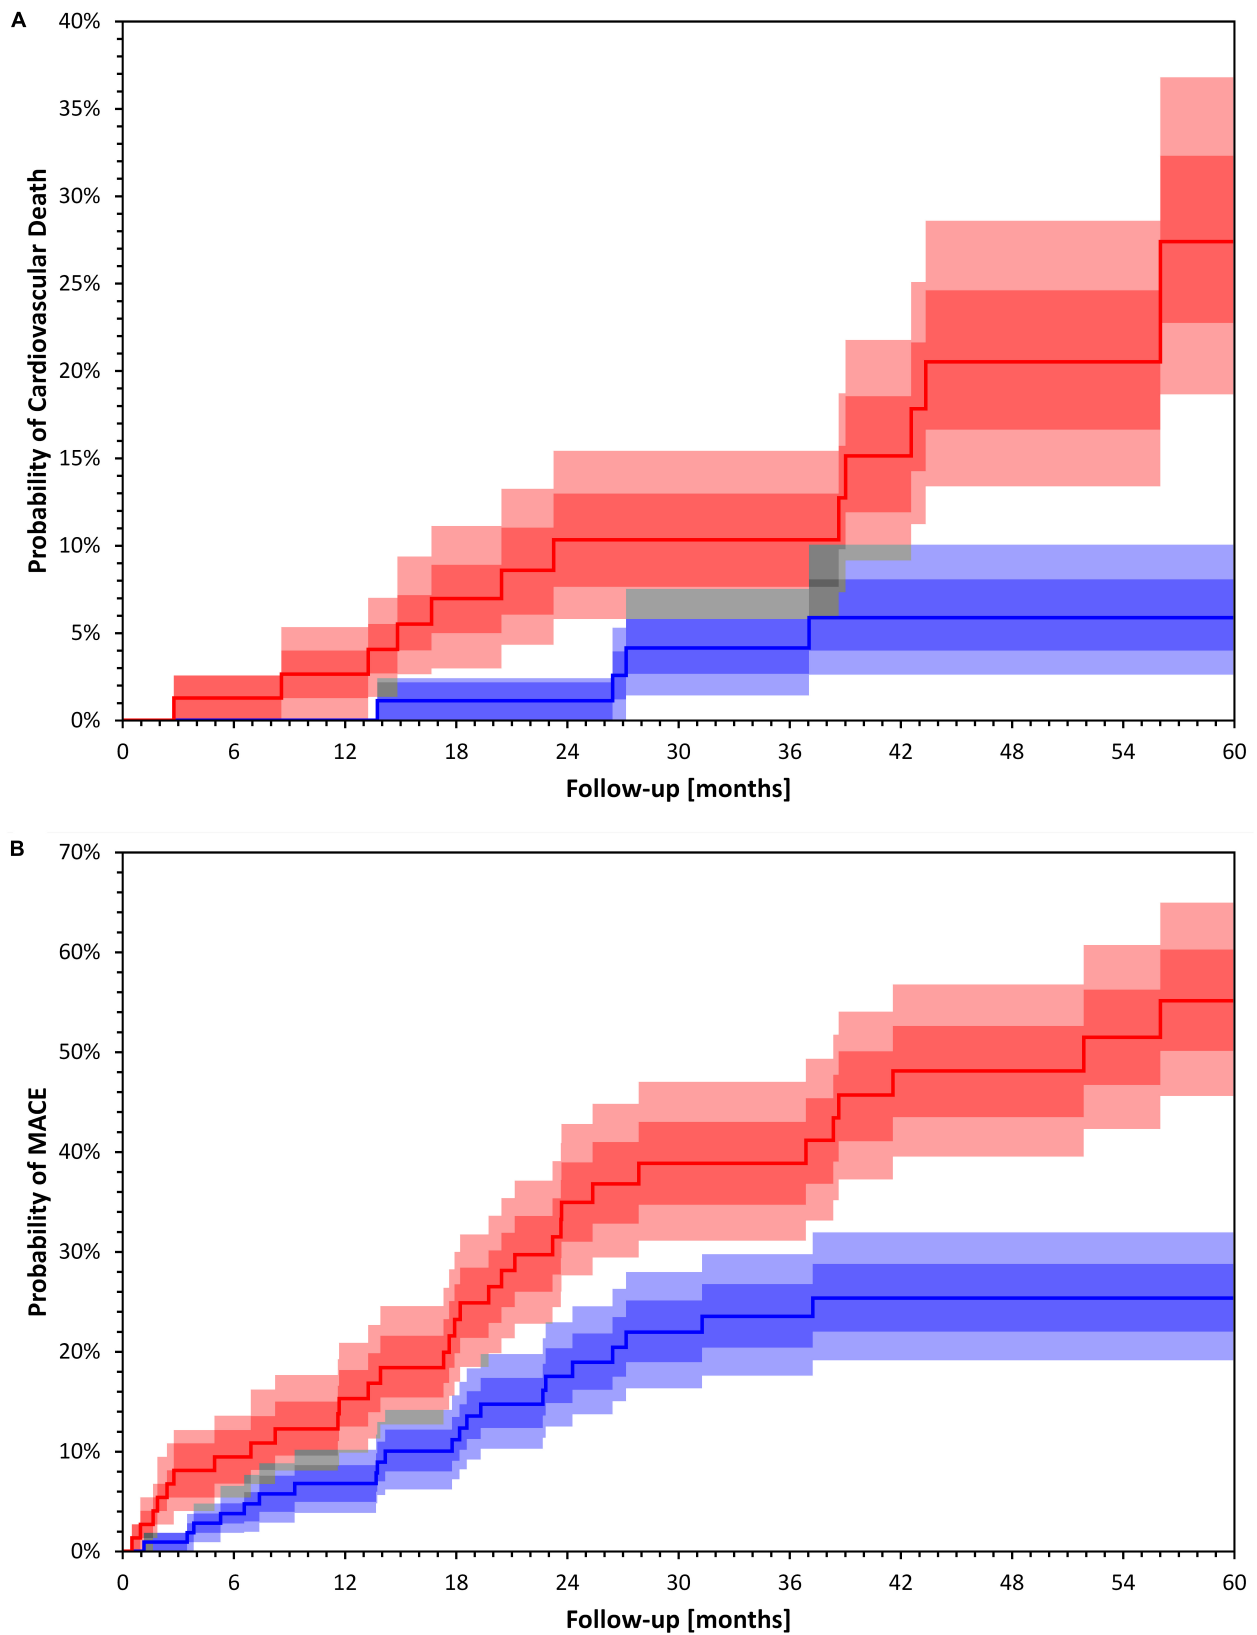 A
Probability of Cardiovascular Death
40%
35%
30%
25%
20%
15%
10%
5%
0%
0 6 12 18 24 30 36 42 48 54 60
Follow-up [months]
B
Probability of MACE
70%
60%
50%
40%
30%
20%
10%
0%
0 6 12 18 24 30 36 42 48 54 60
Follow-up [months]